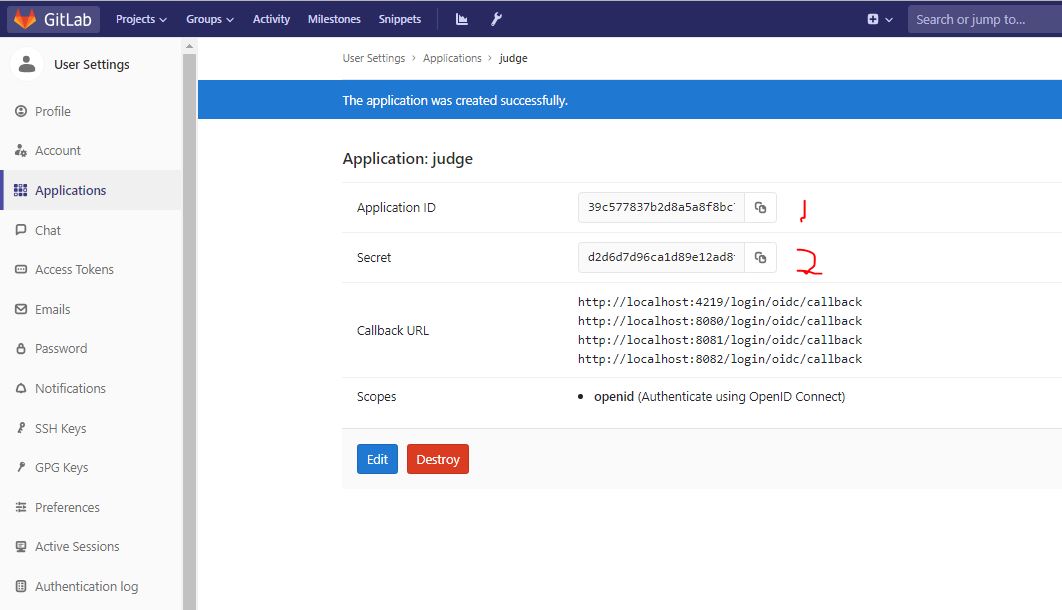 GitLab Projects Groups Activity Milestones Snippets Search or jump to...
User Settings
Profile
Account
Applications
Chat
Access Tokens
Emails
Password
Notifications
SSH Keys
GPG Keys
Preferences
Active Sessions
Authentication log
User Settings > Applications > judge
The application was created successfully.
Application: judge
Application ID 39c577837b2d8a5a8f8bc 1
Secret d2d6d7d96ca1d89e12ad8 2
Callback URL
http://localhost:4219/login/oidc/callback
http://localhost:8080/login/oidc/callback
http://localhost:8081/login/oidc/callback
http://localhost:8082/login/oidc/callback
Scopes • openid (Authenticate using OpenID Connect)
Edit Destroy